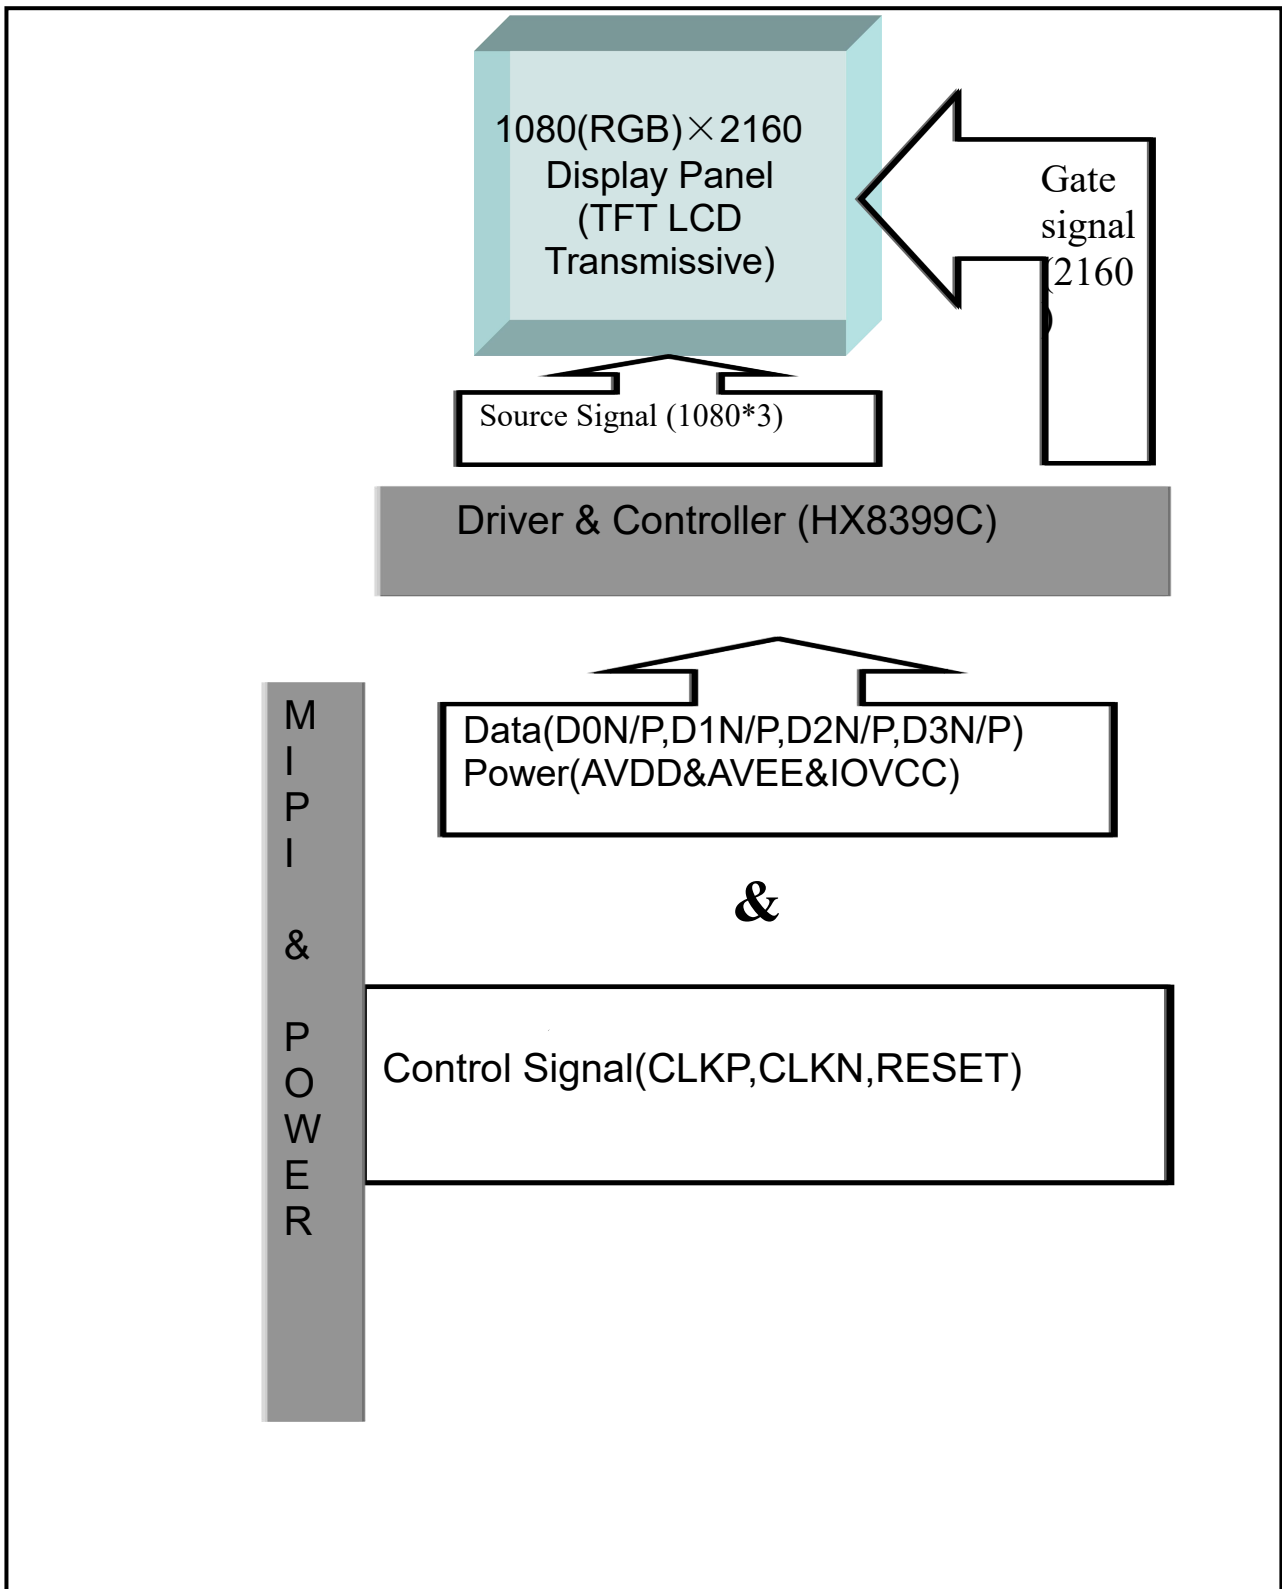 1080(RGB)×2160
Display Panel
(TFT LCD
Transmissive)
Gate
signal
(2160
)
Source Signal (1080*3)
Driver & Controller (HX8399C)
M
I
P
I
&
P
O
W
E
R
Data(D0N/P,D1N/P,D2N/P,D3N/P)
Power(AVDD&AVEE&IOVCC)
&
Control Signal(CLKP,CLKN,RESET)